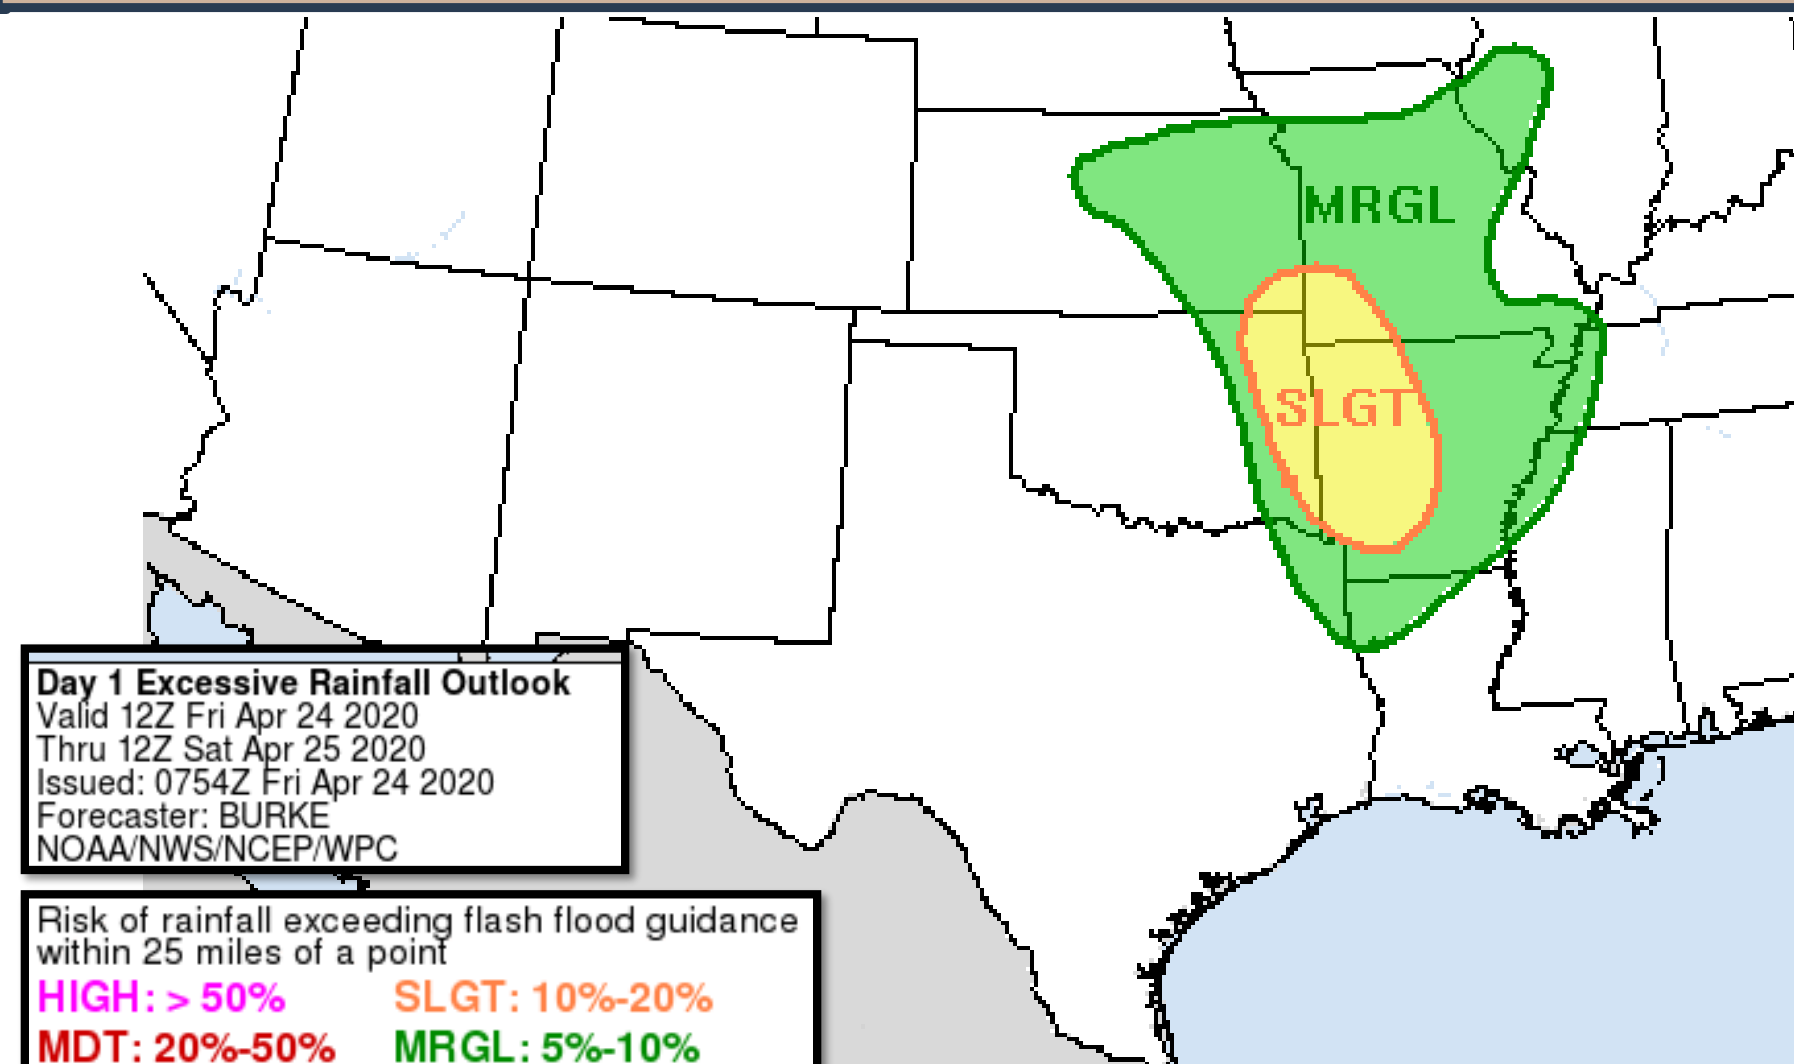 MRGL
SLGT
Day 1 Excessive Rainfall Outlook
Valid 12Z Fri Apr 24 2020
Thru 12Z Sat Apr 25 2020
Issued: 0754Z Fri Apr 24 2020
Forecaster: BURKE
NOAA/NWS/NCEP/WPC
Risk of rainfall exceeding flash flood guidance
within 25 miles of a point
HIGH: > 50% SLGT: 10%-20%
MDT: 20%-50% MRGL: 5%-10%